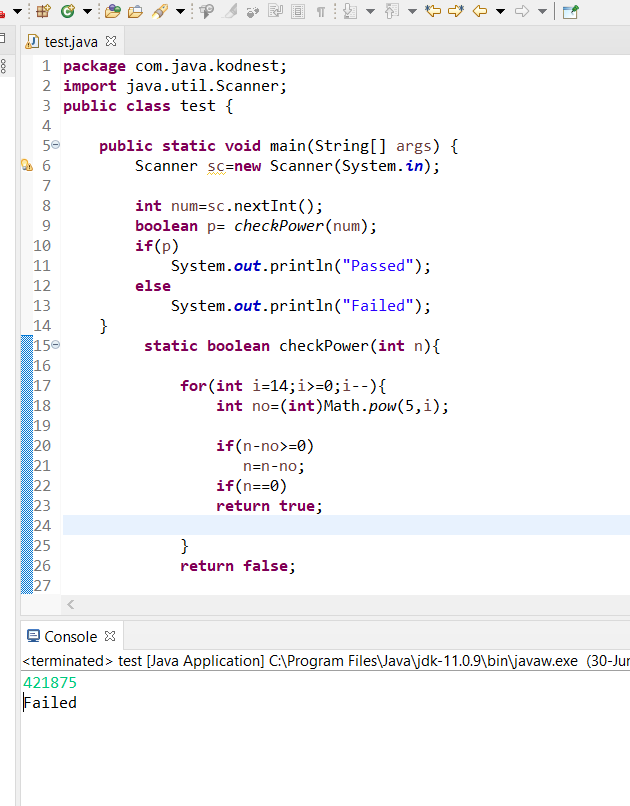 test.java
1 package com.java.kodnest;
2 import java.util.Scanner;
3 public class test {
4
5 public static void main(String[] args) {
6 Scanner sc=new Scanner(System.in);
7
8 int num=sc.nextInt();
9 boolean p= checkPower(num);
10 if(p)
11 System.out.println("Passed");
12 else
13 System.out.println("Failed");
14 }
15 static boolean checkPower(int n){
16
17 for(int i=14;i>=0;i--){
18 int no=(int)Math.pow(5,i);
19
20 if(n-no>=0)
21 n=n-no;
22 if(n==0)
23 return true;
24
25 }
26 return false;
27
Console
<terminated> test [Java Application] C:\Program Files\Java\jdk-11.0.9\bin\javaw.exe (30-Jun
421875
Failed